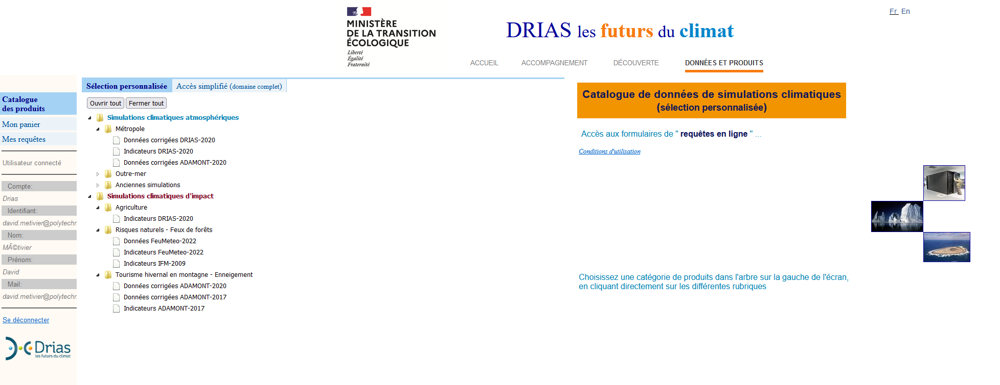 MINISTÈRE
DE LA TRANSITION
ÉCOLOGIQUE
Liberté
Égalité
Fraternité
DRIAS les futurs du climat
Fr En
ACCUEIL ACCOMPAGNEMENT DÉCOUVERTE DONNÉES ET PRODUITS
Catalogue
des produits
Mon panier
Mes requêtes
Utilisateur connecté
Compte:
Drias
Identifiant:
david.metivier@polytechn
Nom:
MÃ©tivier
Prénom:
David
Mail:
david.metivier@polytechn
Se déconnecter
Drias
les futurs du climat
Sélection personnalisée Accès simplifié (domaine complet)
Ouvrir tout Fermer tout
Simulations climatiques atmosphériques
Métropole
Données corrigées DRIAS-2020
Indicateurs DRIAS-2020
Données corrigées ADAMONT-2020
Outre-mer
Anciennes simulations
Simulations climatiques d'impact
Agriculture
Indicateurs DRIAS-2020
Risques naturels - Feux de forêts
Données FeuMeteo-2022
Indicateurs FeuMeteo-2022
Indicateurs IFM-2009
Tourisme hivernal en montagne - Enneigement
Données corrigées ADAMONT-2020
Données corrigées ADAMONT-2017
Indicateurs ADAMONT-2017
Catalogue de données de simulations climatiques
(sélection personnalisée)
Accès aux formulaires de " requêtes en ligne " ...
Conditions d'utilisation
Choisissez une catégorie de produits dans l'arbre sur la gauche de l'écran,
en cliquant directement sur les différentes rubriques